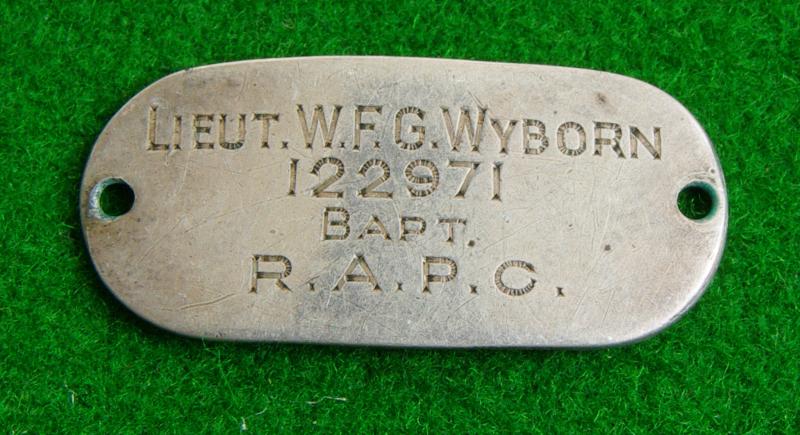 LIEUT. W.F.G. WYBORN
122971
BAPT.
R.A.P.C.